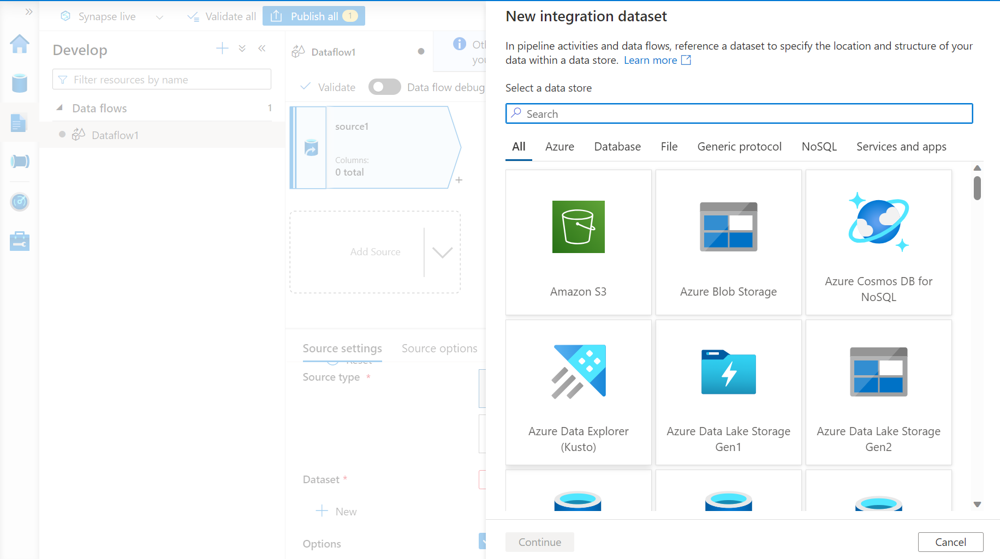 Synapse live
Validate all
Publish all
1
Develop
Filter resources by name
Data flows
1
Dataflow1
Dataflow1
Validate
Data flow debug
source1
Columns:
0 total
Add Source
Source settings
Source options
Reset
Source type *
Dataset *
New
Options
New integration dataset
In pipeline activities and data flows, reference a dataset to specify the location and structure of your
data within a data store. Learn more
Select a data store
Search
All
Azure
Database
File
Generic protocol
NoSQL
Services and apps
Amazon S3
Azure Blob Storage
Azure Cosmos DB for
NoSQL
Azure Data Explorer
(Kusto)
Azure Data Lake Storage
Gen1
Azure Data Lake Storage
Gen2
Continue
Cancel